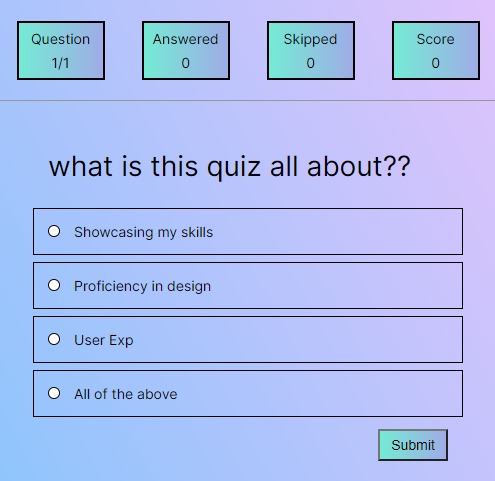 Question Answered Skipped Score
1/1 0 0 0
what is this quiz all about??
Showcasing my skills
Proficiency in design
User Exp
All of the above
Submit